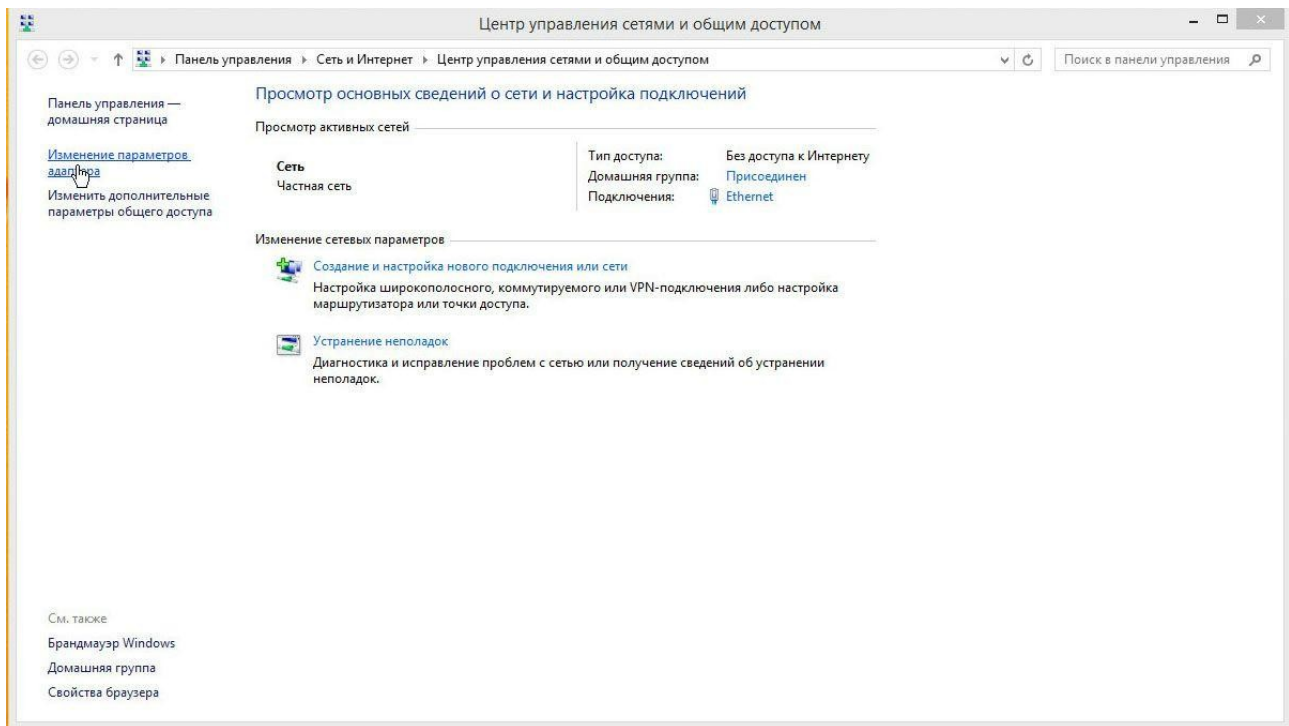 Центр управления сетями и общим доступом
Панель управления
Сеть и Интернет
Центр управления сетями и общим доступом
Поиск в панели управления
Панель управления —
домашняя страница
Изменение параметров
адаптера
Изменить дополнительные
параметры общего доступа
Просмотр основных сведений о сети и настройка подключений
Просмотр активных сетей
Сеть
Частная сеть
Тип доступа: Без доступа к Интернету
Домашняя группа: Присоединен
Подключения: Ethernet
Изменение сетевых параметров
Создание и настройка нового подключения или сети
Настройка широкополосного, коммутируемого или VPN-подключения либо настройка
маршрутизатора или точки доступа.
Устранение неполадок
Диагностика и исправление проблем с сетью или получение сведений об устранении
неполадок.
См. также
Брандмауэр Windows
Домашняя группа
Свойства браузера